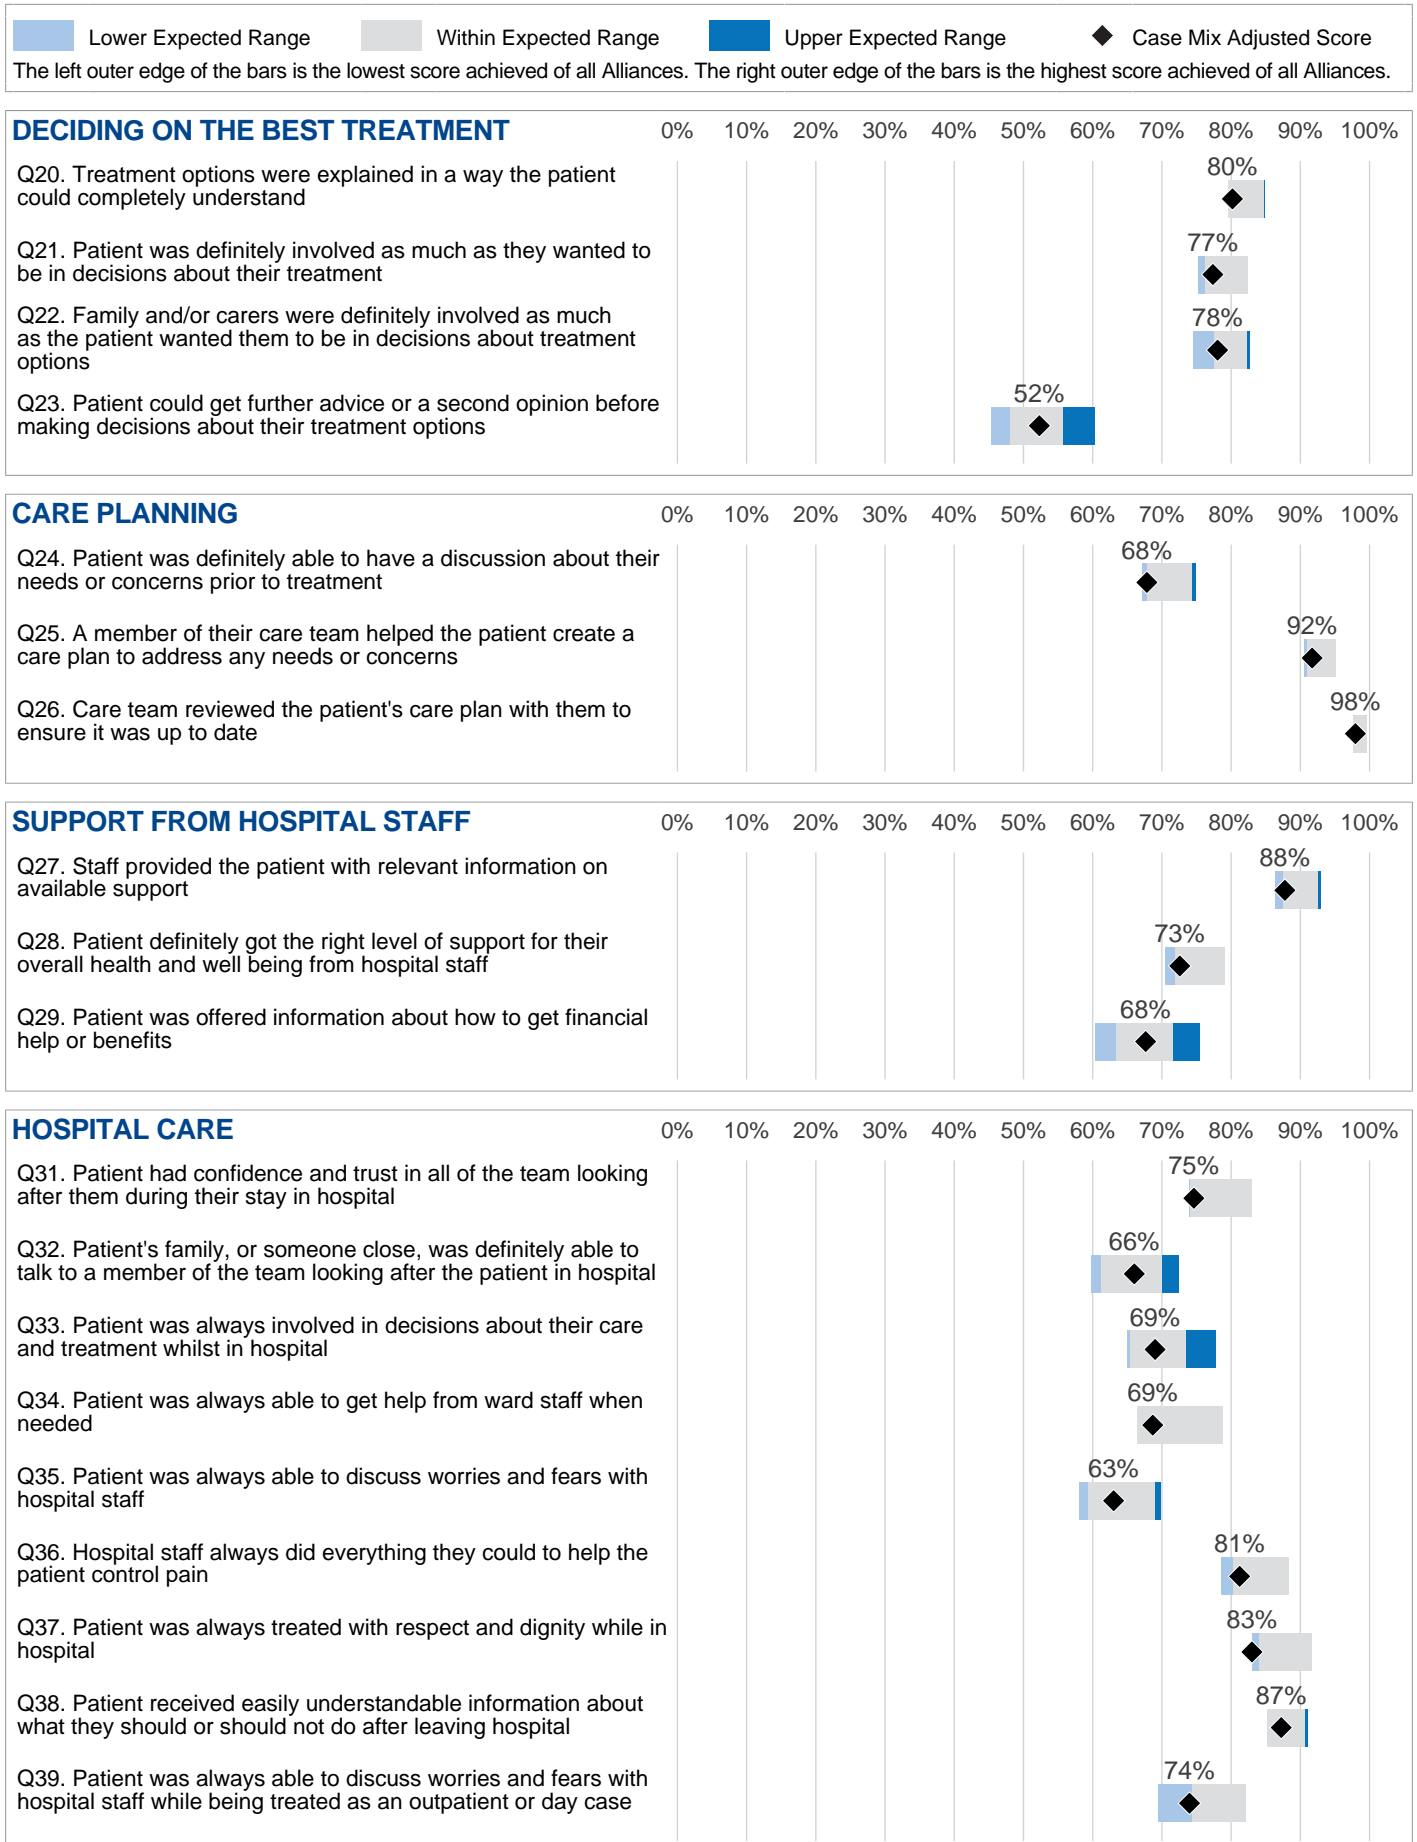 Lower Expected Range Within Expected Range Upper Expected Range Case Mix Adjusted Score
The left outer edge of the bars is the lowest score achieved of all Alliances. The right outer edge of the bars is the highest score achieved of all Alliances.
DECIDING ON THE BEST TREATMENT 0% 10% 20% 30% 40% 50% 60% 70% 80% 90% 100%
Q20. Treatment options were explained in a way the patient
could completely understand
80%
Q21. Patient was definitely involved as much as they wanted to
be in decisions about their treatment
77%
Q22. Family and/or carers were definitely involved as much
as the patient wanted them to be in decisions about treatment
options
78%
Q23. Patient could get further advice or a second opinion before
making decisions about their treatment options
52%
CARE PLANNING 0% 10% 20% 30% 40% 50% 60% 70% 80% 90% 100%
Q24. Patient was definitely able to have a discussion about their
needs or concerns prior to treatment
68%
Q25. A member of their care team helped the patient create a
care plan to address any needs or concerns
92%
Q26. Care team reviewed the patient's care plan with them to
ensure it was up to date
98%
SUPPORT FROM HOSPITAL STAFF 0% 10% 20% 30% 40% 50% 60% 70% 80% 90% 100%
Q27. Staff provided the patient with relevant information on
available support
88%
Q28. Patient definitely got the right level of support for their
overall health and well being from hospital staff
73%
Q29. Patient was offered information about how to get financial
help or benefits
68%
HOSPITAL CARE 0% 10% 20% 30% 40% 50% 60% 70% 80% 90% 100%
Q31. Patient had confidence and trust in all of the team looking
after them during their stay in hospital
75%
Q32. Patient's family, or someone close, was definitely able to
talk to a member of the team looking after the patient in hospital
66%
Q33. Patient was always involved in decisions about their care
and treatment whilst in hospital
69%
Q34. Patient was always able to get help from ward staff when
needed
69%
Q35. Patient was always able to discuss worries and fears with
hospital staff
63%
Q36. Hospital staff always did everything they could to help the
patient control pain
81%
Q37. Patient was always treated with respect and dignity while in
hospital
83%
Q38. Patient received easily understandable information about
what they should or should not do after leaving hospital
87%
Q39. Patient was always able to discuss worries and fears with
hospital staff while being treated as an outpatient or day case
74%